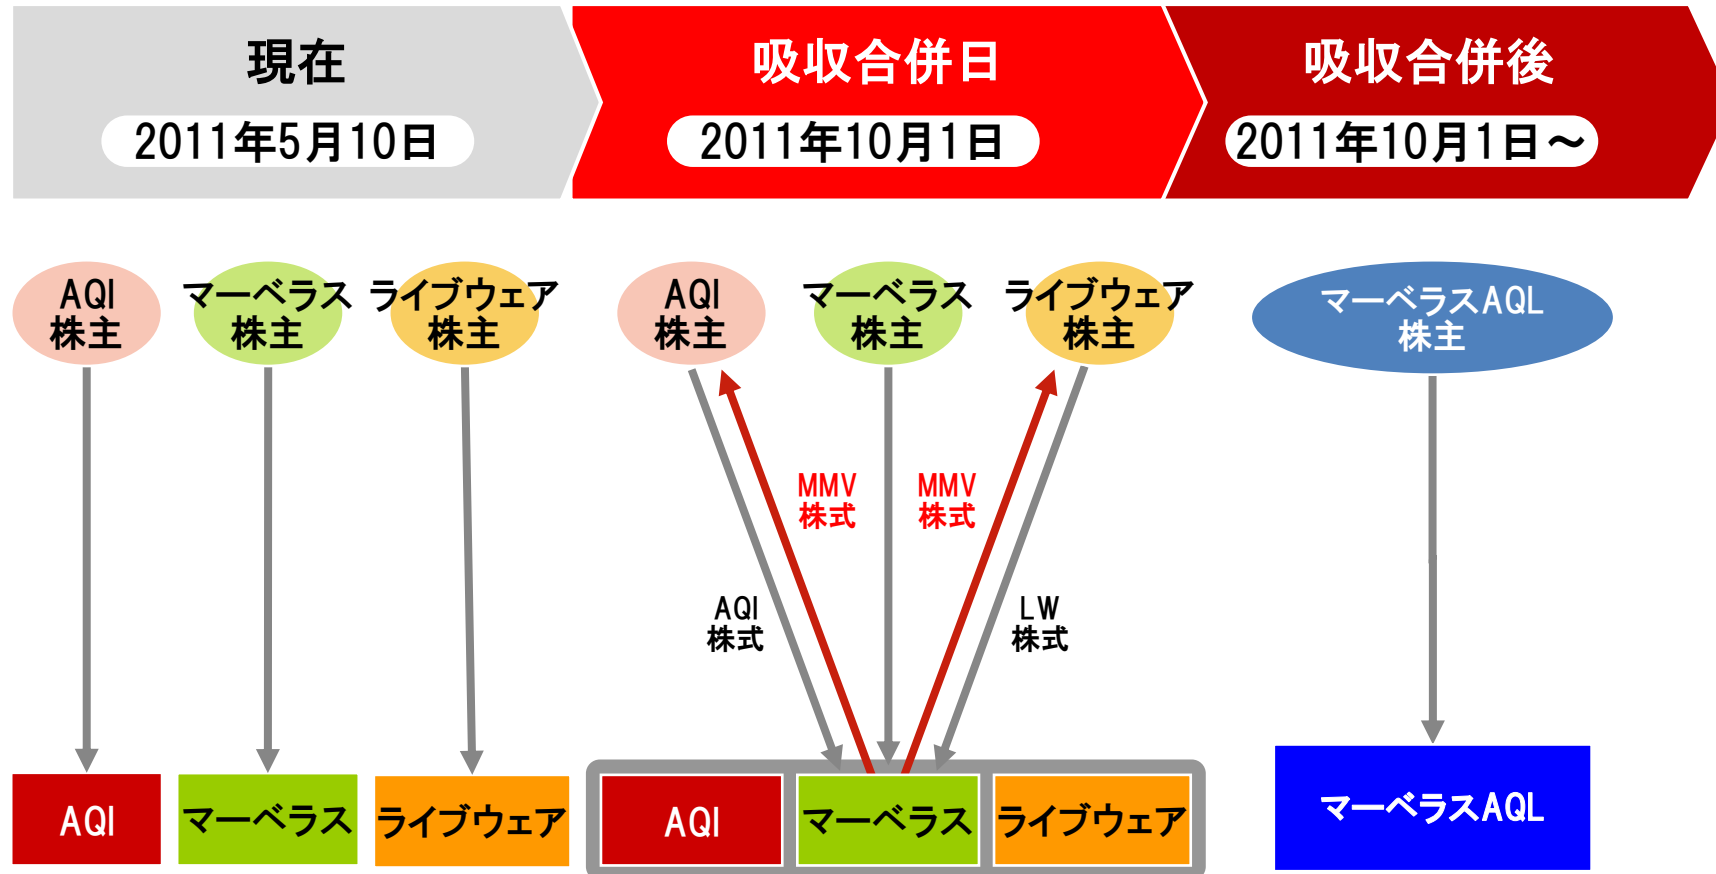 現在
2011年5月10日
吸収合併日
2011年10月1日
吸収合併後
2011年10月1日～
AQI
株主
マーベラス
株主
ライブウェア
株主
AQI
株主
マーベラス
株主
ライブウェア
株主
マーベラスAQL
株主
MMV
株式
MMV
株式
AQI
株式
LW
株式
AQI
マーベラス
ライブウェア
AQI
マーベラス
ライブウェア
マーベラスAQL